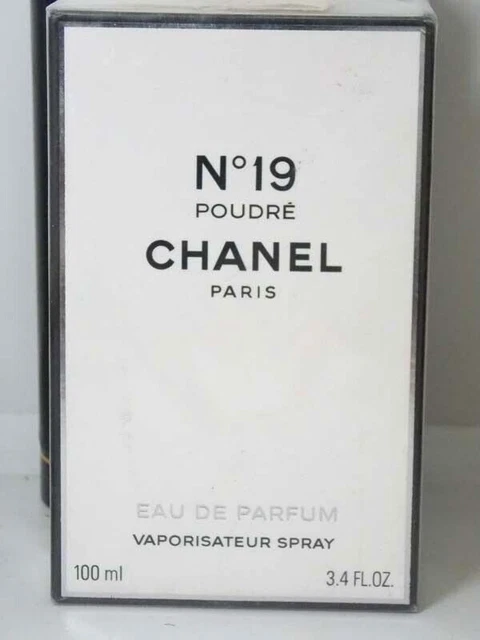 N°19
POUDRÉ
CHANEL
PARIS
EAU DE PARFUM
VAPORISATEUR SPRAY
100 ml
3.4 FL.OZ.